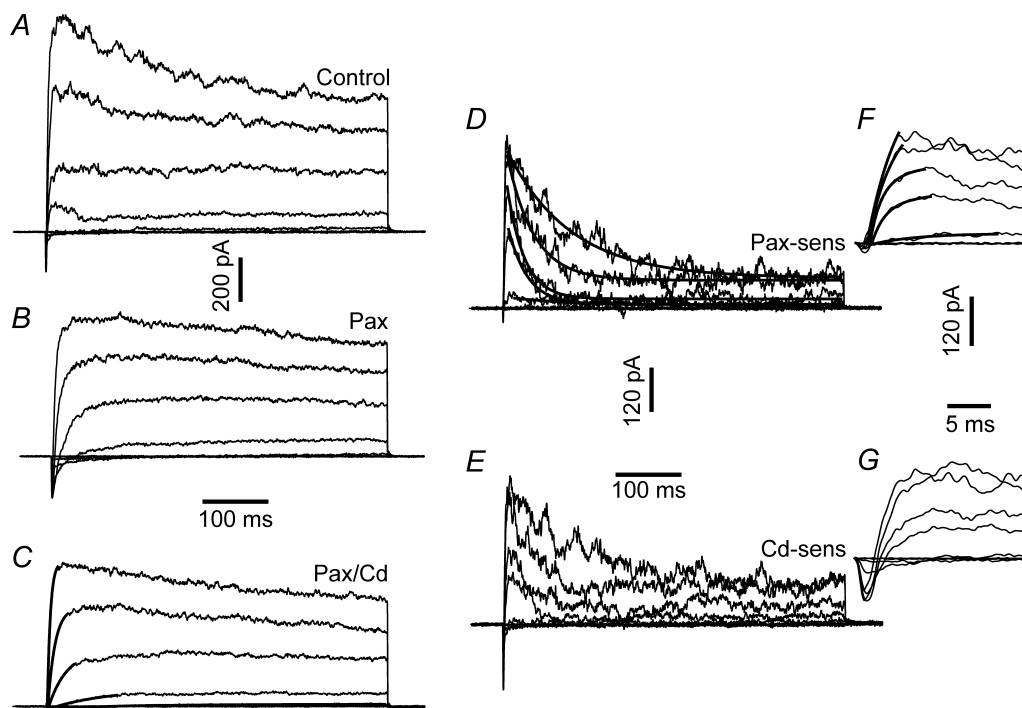 A
Control
200 pA
B
Pax
100 ms
C
Pax/Cd
D
Pax-sens
120 pA
100 ms
E
Cd-sens
F
120 pA
5 ms
G